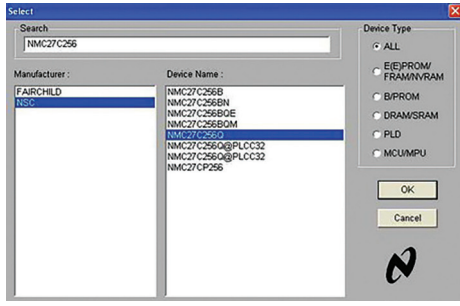 Select
Search
NMC27C256
Manufacturer :
FAIRCHILD
NSC
Device Name :
NMC27C256B
NMC27C256BN
NMC27C256BQE
NMC27C256BQM
NMC27C256Q
NMC27C256Q@PLCC32
NMC27C256Q@PLCC32
NMC27CP256
Device Type
ALL
E(E)PROM/
FRAM/NVRAM
B/PROM
DRAM/SRAM
PLD
MCU/MPU
OK
Cancel